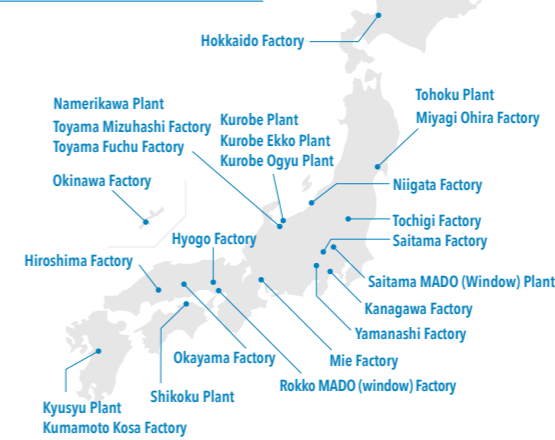 Hokkaido Factory
Tohoku Plant
Miyagi Ohira Factory
Namerikawa Plant
Toyama Mizuhashi Factory
Toyama Fuchu Factory
Kurobe Plant
Kurobe Ekko Plant
Kurobe Ogyu Plant
Okinawa Factory
Niigata Factory
Tochigi Factory
Saitama Factory
Hyogo Factory
Hiroshima Factory
Saitama MADO (Window) Plant
Kanagawa Factory
Yamanashi Factory
Okayama Factory
Mie Factory
Rokko MADO (window) Factory
Shikoku Plant
Kyusyu Plant
Kumamoto Kosa Factory